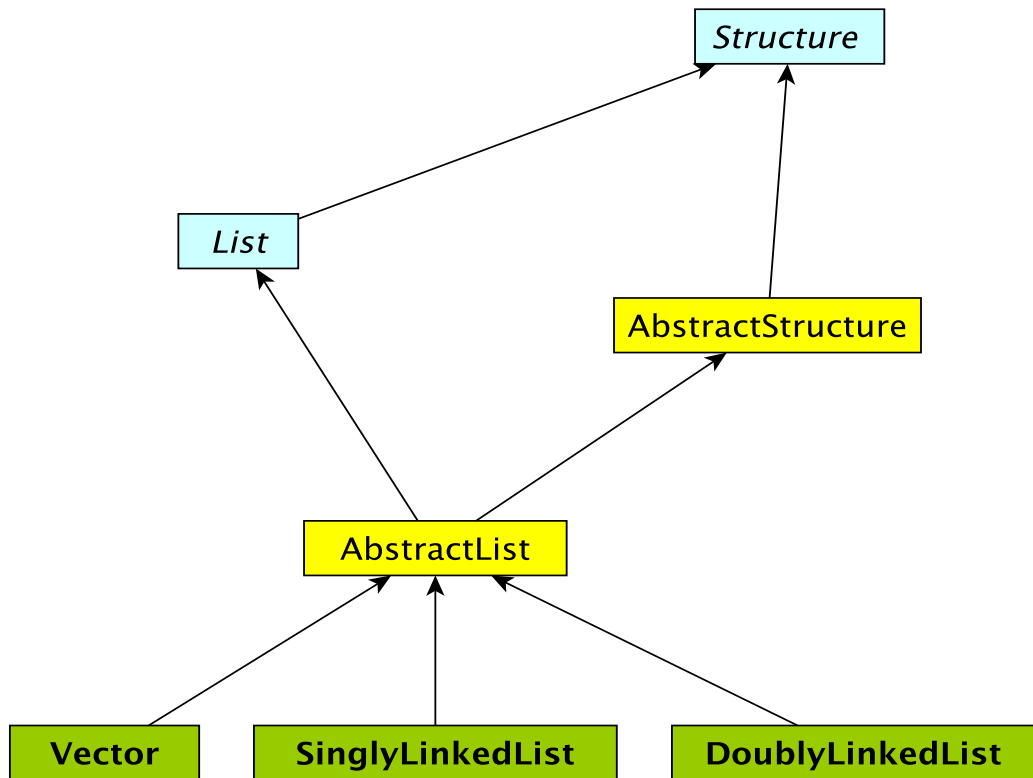 Structure
List
AbstractStructure
AbstractList
Vector
SinglyLinkedList
DoublyLinkedList